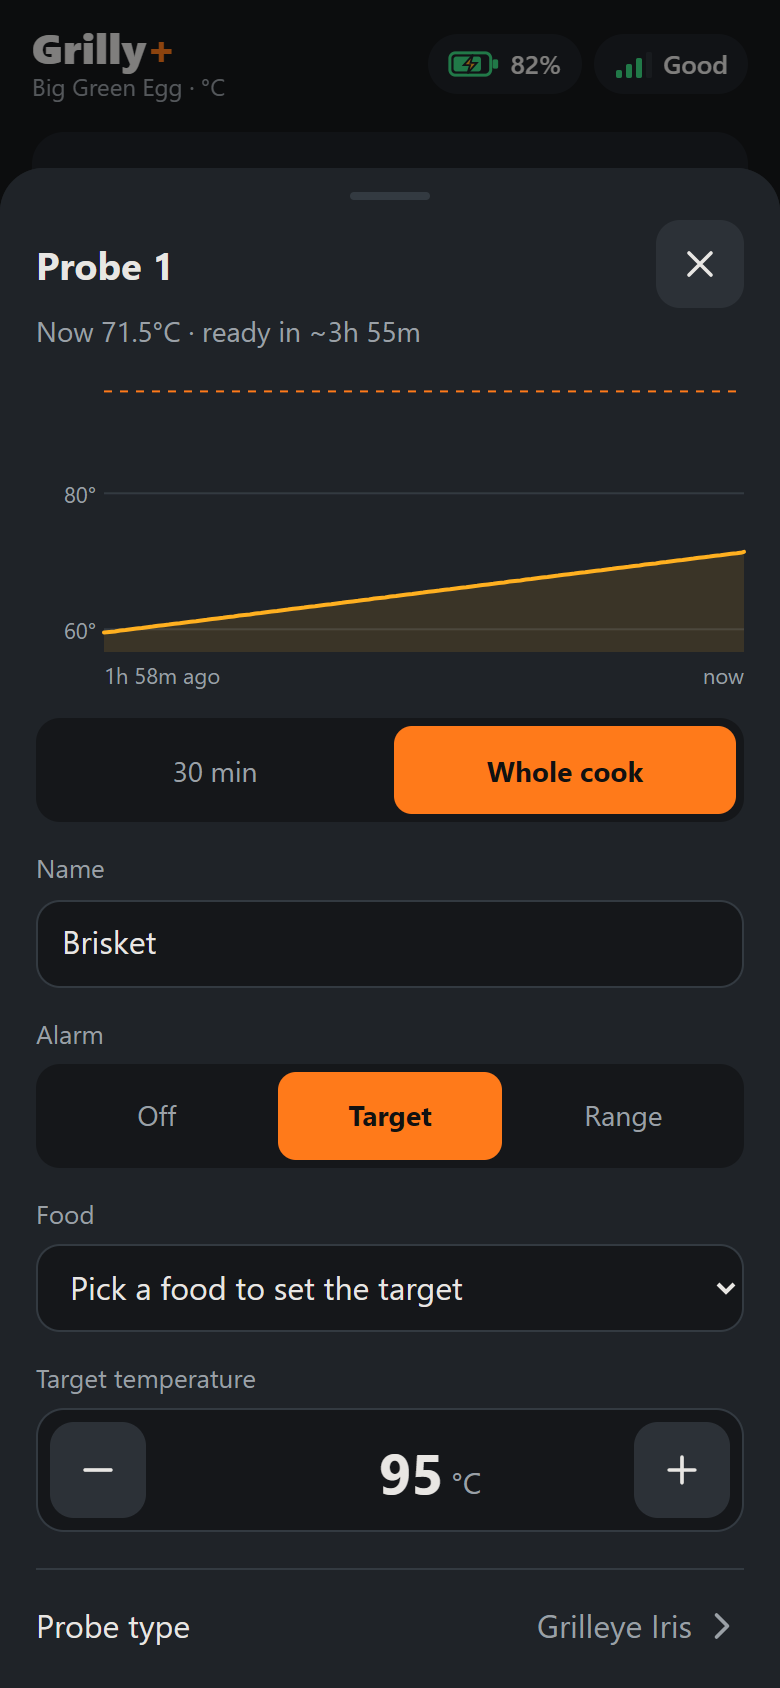 Grilly+
Big Green Egg · °C
82%
Good
Probe 1
Now 71.5°C · ready in ~3h 55m
80°
60°
1h 58m ago
now
30 min
Whole cook
Name
Brisket
Alarm
Off
Target
Range
Food
Pick a food to set the target
Target temperature
95 °C
Probe type
Grilleye Iris